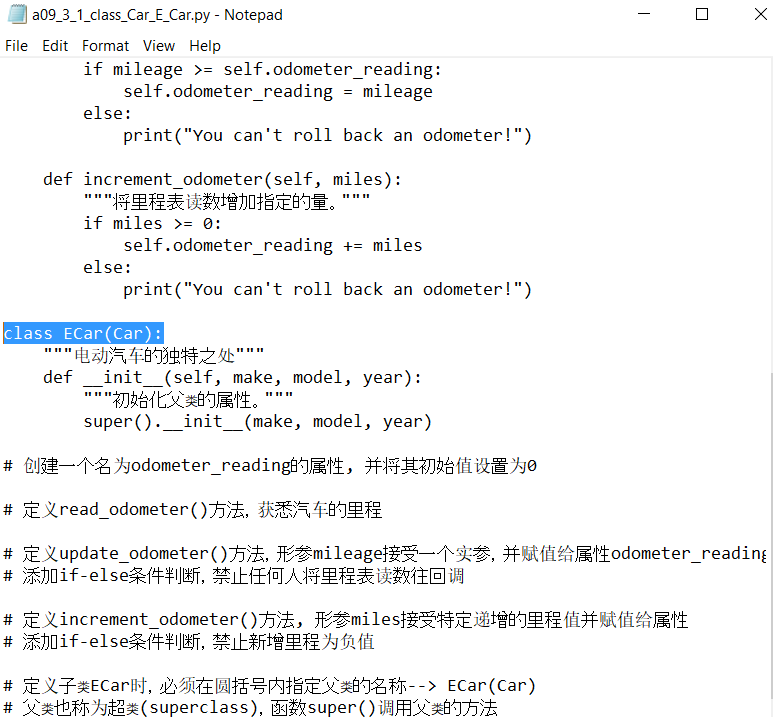 a09_3_1_class_Car_E_Car.py - Notepad
File Edit Format View Help
        if mileage >= self.odometer_reading:
            self.odometer_reading = mileage
        else:
            print("You can't roll back an odometer!")
    def increment_odometer(self, miles):
        """将里程表读数增加指定的量。"""
        if miles >= 0:
            self.odometer_reading += miles
        else:
            print("You can't roll back an odometer!")
class ECar(Car):
    """电动汽车的独特之处"""
    def __init__(self, make, model, year):
        """初始化父类的属性。"""
        super().__init__(make, model, year)
# 创建一个名为odometer_reading的属性, 并将其初始值设置为0
# 定义read_odometer()方法, 获悉汽车的里程
# 定义update_odometer()方法, 形参mileage接受一个实参, 并赋值给属性odometer_reading
# 添加if-else条件判断, 禁止任何人将里程表读数往回调
# 定义increment_odometer()方法, 形参miles接受特定递增的里程值并赋值给属性
# 添加if-else条件判断, 禁止新增里程为负值
# 定义子类ECar时, 必须在圆括号内指定父类的名称--> ECar(Car)
# 父类也称为超类(superclass), 函数super()调用父类的方法